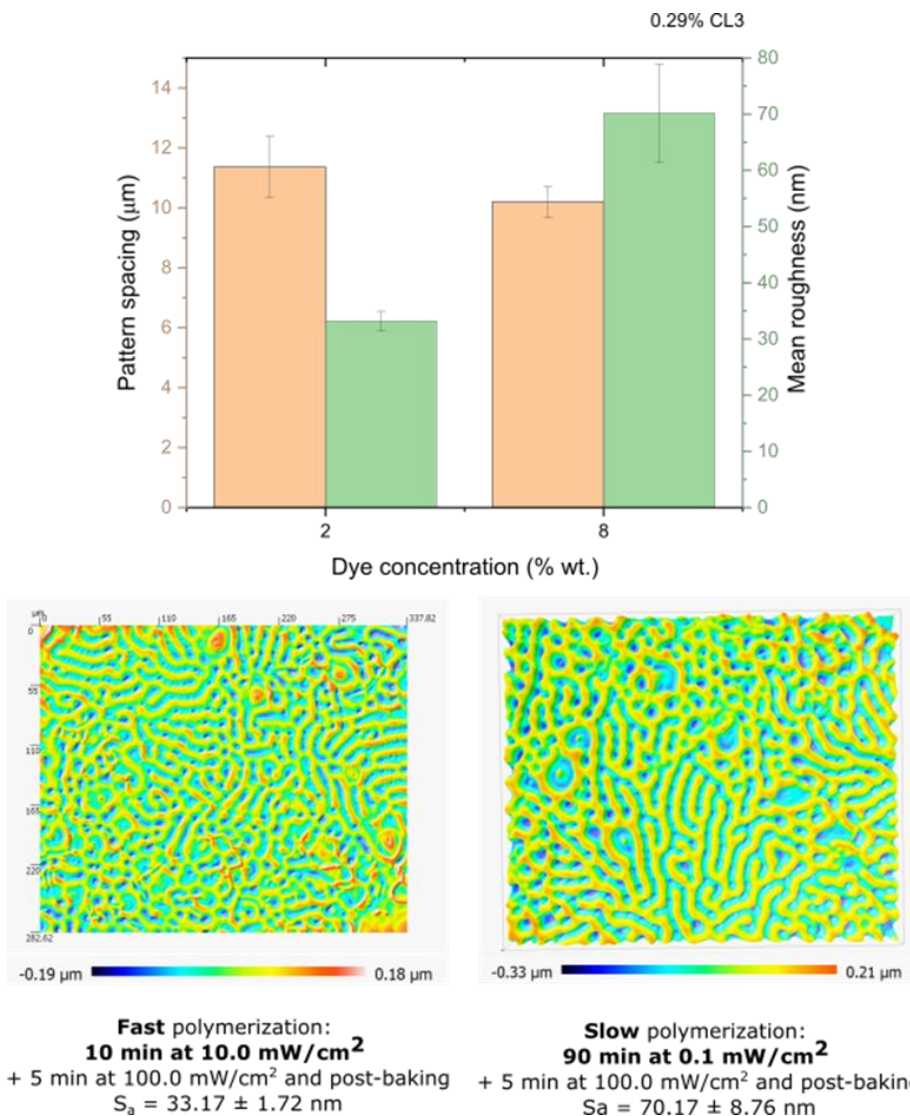 0.29% CL3
14
12
10
8
6
4
2
0
Pattern spacing (μm)
80
70
60
50
40
30
20
10
0
Mean roughness (nm)
2 8
Dye concentration (% wt.)
μm 0 55 110 165 220 275 337.82
0
55
110
165
220
282.62
-0.19 μm 0.18 μm
-0.33 μm 0.21 μm
Fast polymerization:
10 min at 10.0 mW/cm²
+ 5 min at 100.0 mW/cm² and post-baking
Sₐ = 33.17 ± 1.72 nm
Slow polymerization:
90 min at 0.1 mW/cm²
+ 5 min at 100.0 mW/cm² and post-baking
Sa = 70.17 ± 8.76 nm